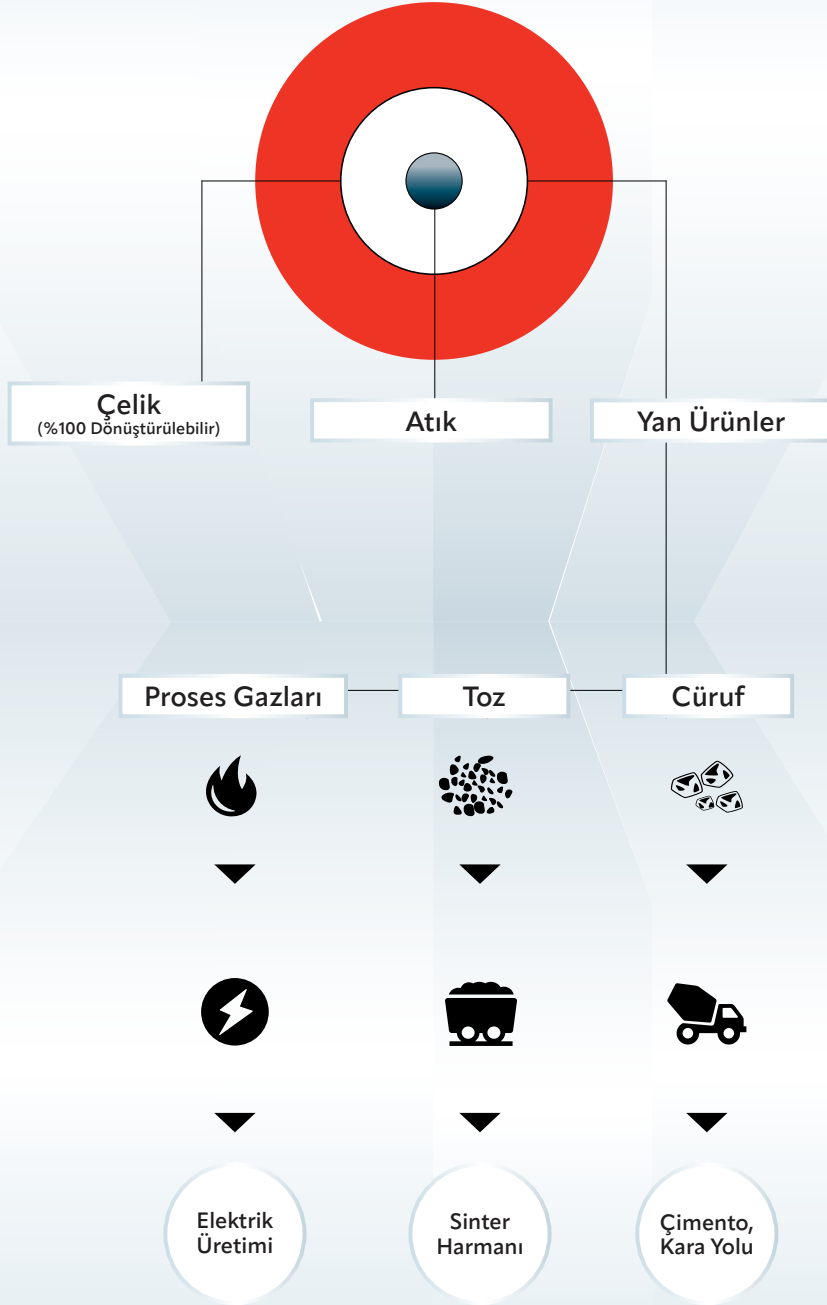 Çelik
(%100 Dönüştürülebilir)
Atık
Yan Ürünler
Proses Gazları
Toz
Cüruf
Elektrik
Üretimi
Sinter
Harmanı
Çimento,
Kara Yolu